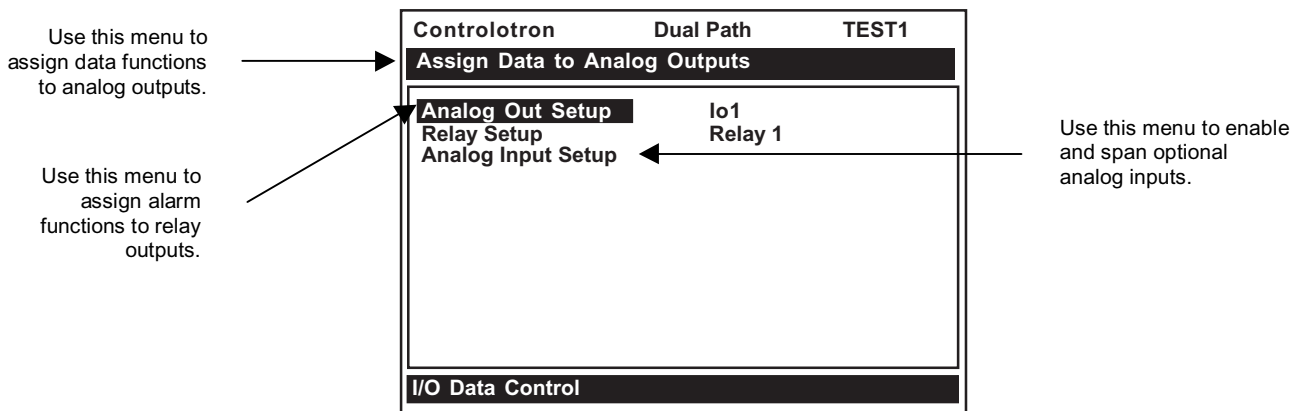 Use this menu to
assign data functions
to analog outputs.
Use this menu to
assign alarm
functions to relay
outputs.
Controlotron Dual Path TEST1
Assign Data to Analog Outputs
Analog Out Setup Io1
Relay Setup Relay 1
Analog Input Setup
I/O Data Control
Use this menu to enable
and span optional
analog inputs.